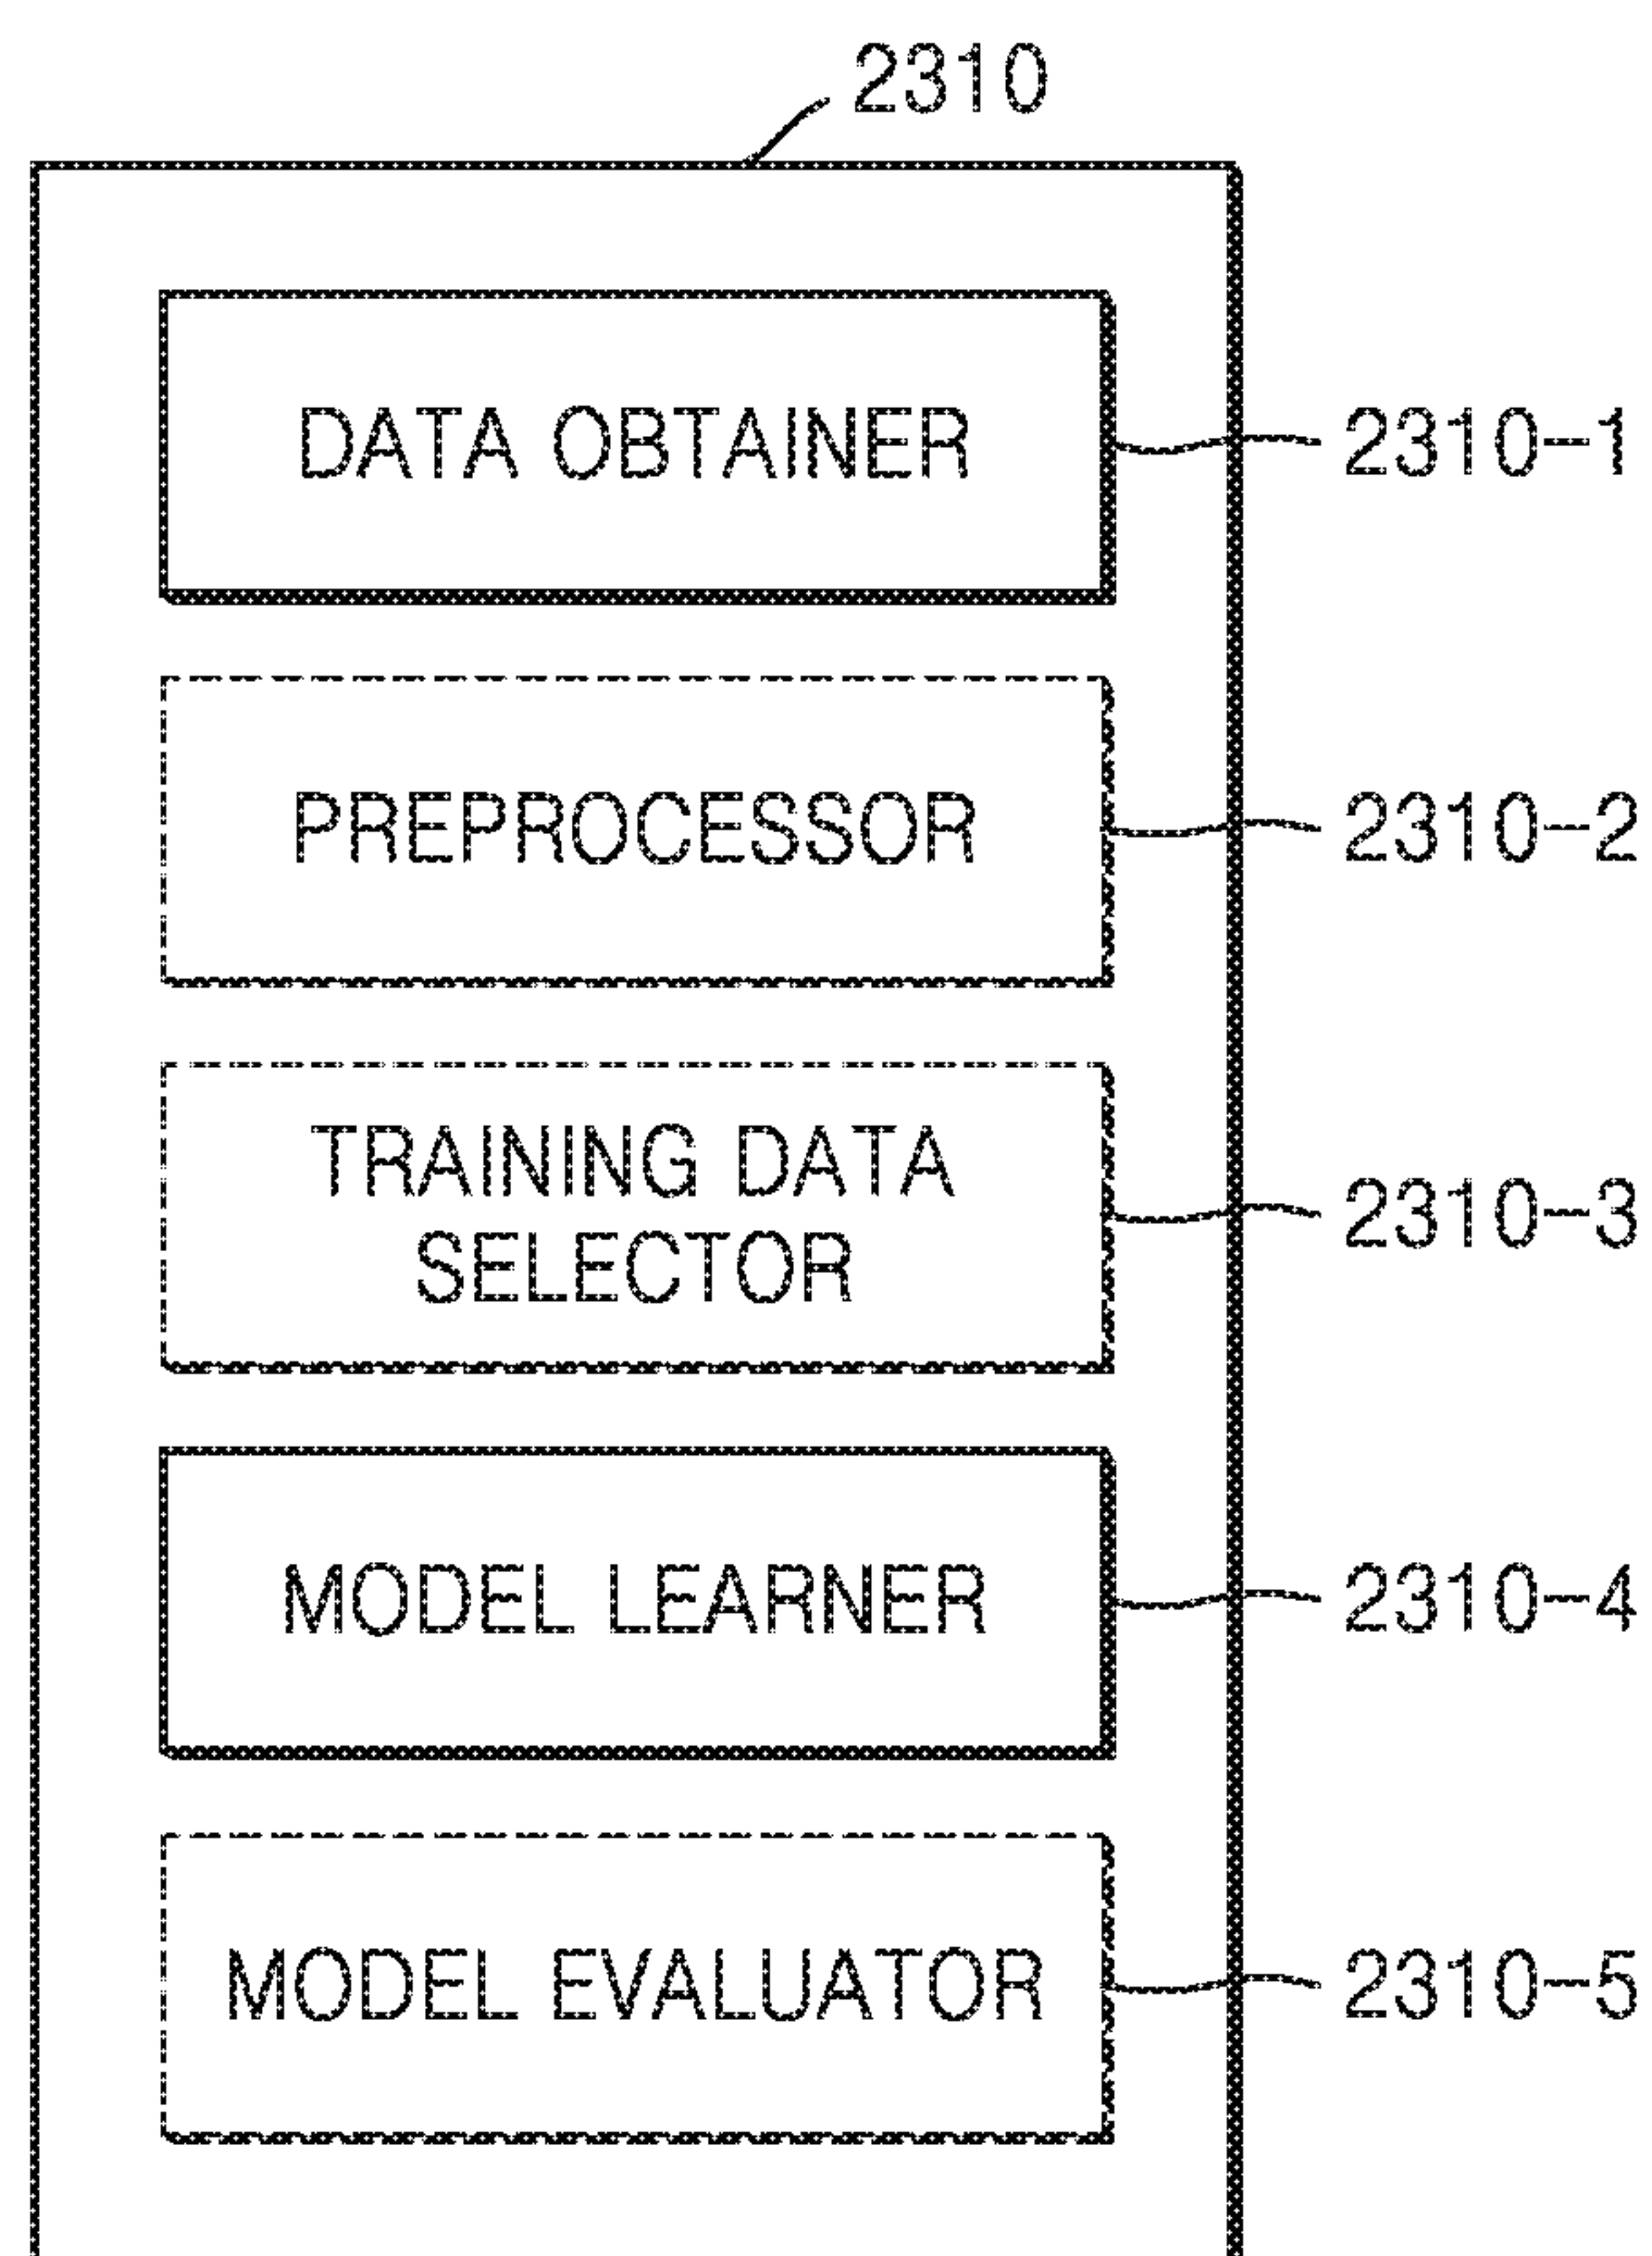 2310
DATA OBTAINER
2310-1
PREPROCESSOR
2310-2
TRAINING DATA
SELECTOR
2310-3
MODEL LEARNER
2310-4
MODEL EVALUATOR
2310-5